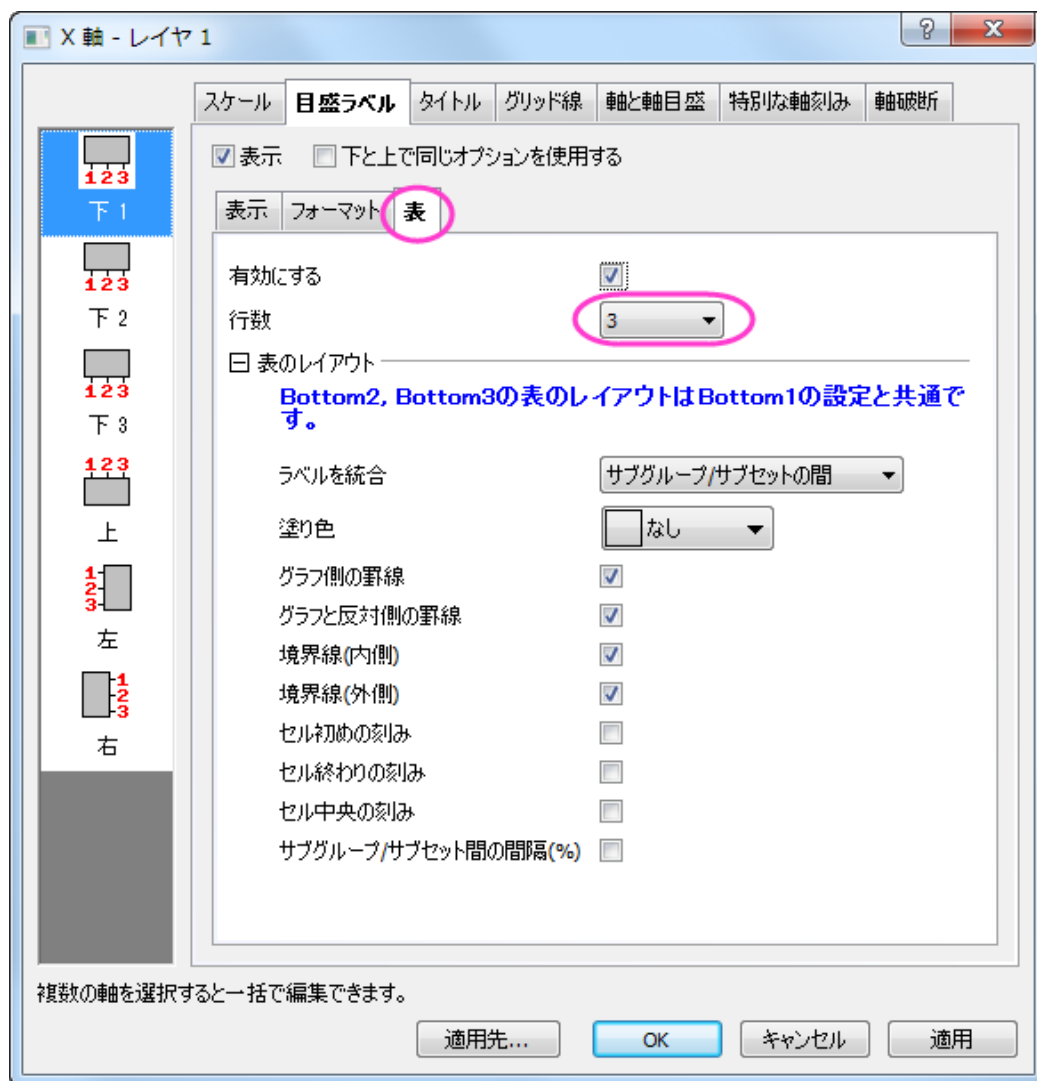 X 軸 - レイヤ 1
スケール 目盛ラベル タイトル グリッド線 軸と軸目盛 特別な軸刻み 軸破断
表示 下と上で同じオプションを使用する
123
下 1
123
下 2
123
下 3
123
上
1
2
3
左
1
2
3
右
表示 フォーマット 表
有効にする
行数 3
表のレイアウト
Bottom2, Bottom3の表のレイアウトはBottom1の設定と共通で
す。
ラベルを統合 サブグループ/サブセットの間
塗り色 なし
グラフ側の罫線
グラフと反対側の罫線
境界線(内側)
境界線(外側)
セル初めの刻み
セル終わりの刻み
セル中央の刻み
サブグループ/サブセット間の間隔(%)
複数の軸を選択すると一括で編集できます。
適用先... OK キャンセル 適用